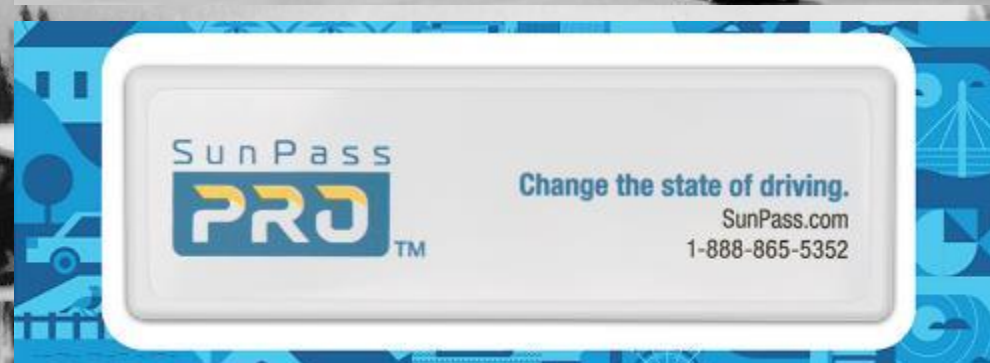 SunPass
PRO
TM
Change the state of driving.
SunPass.com
1-888-865-5352